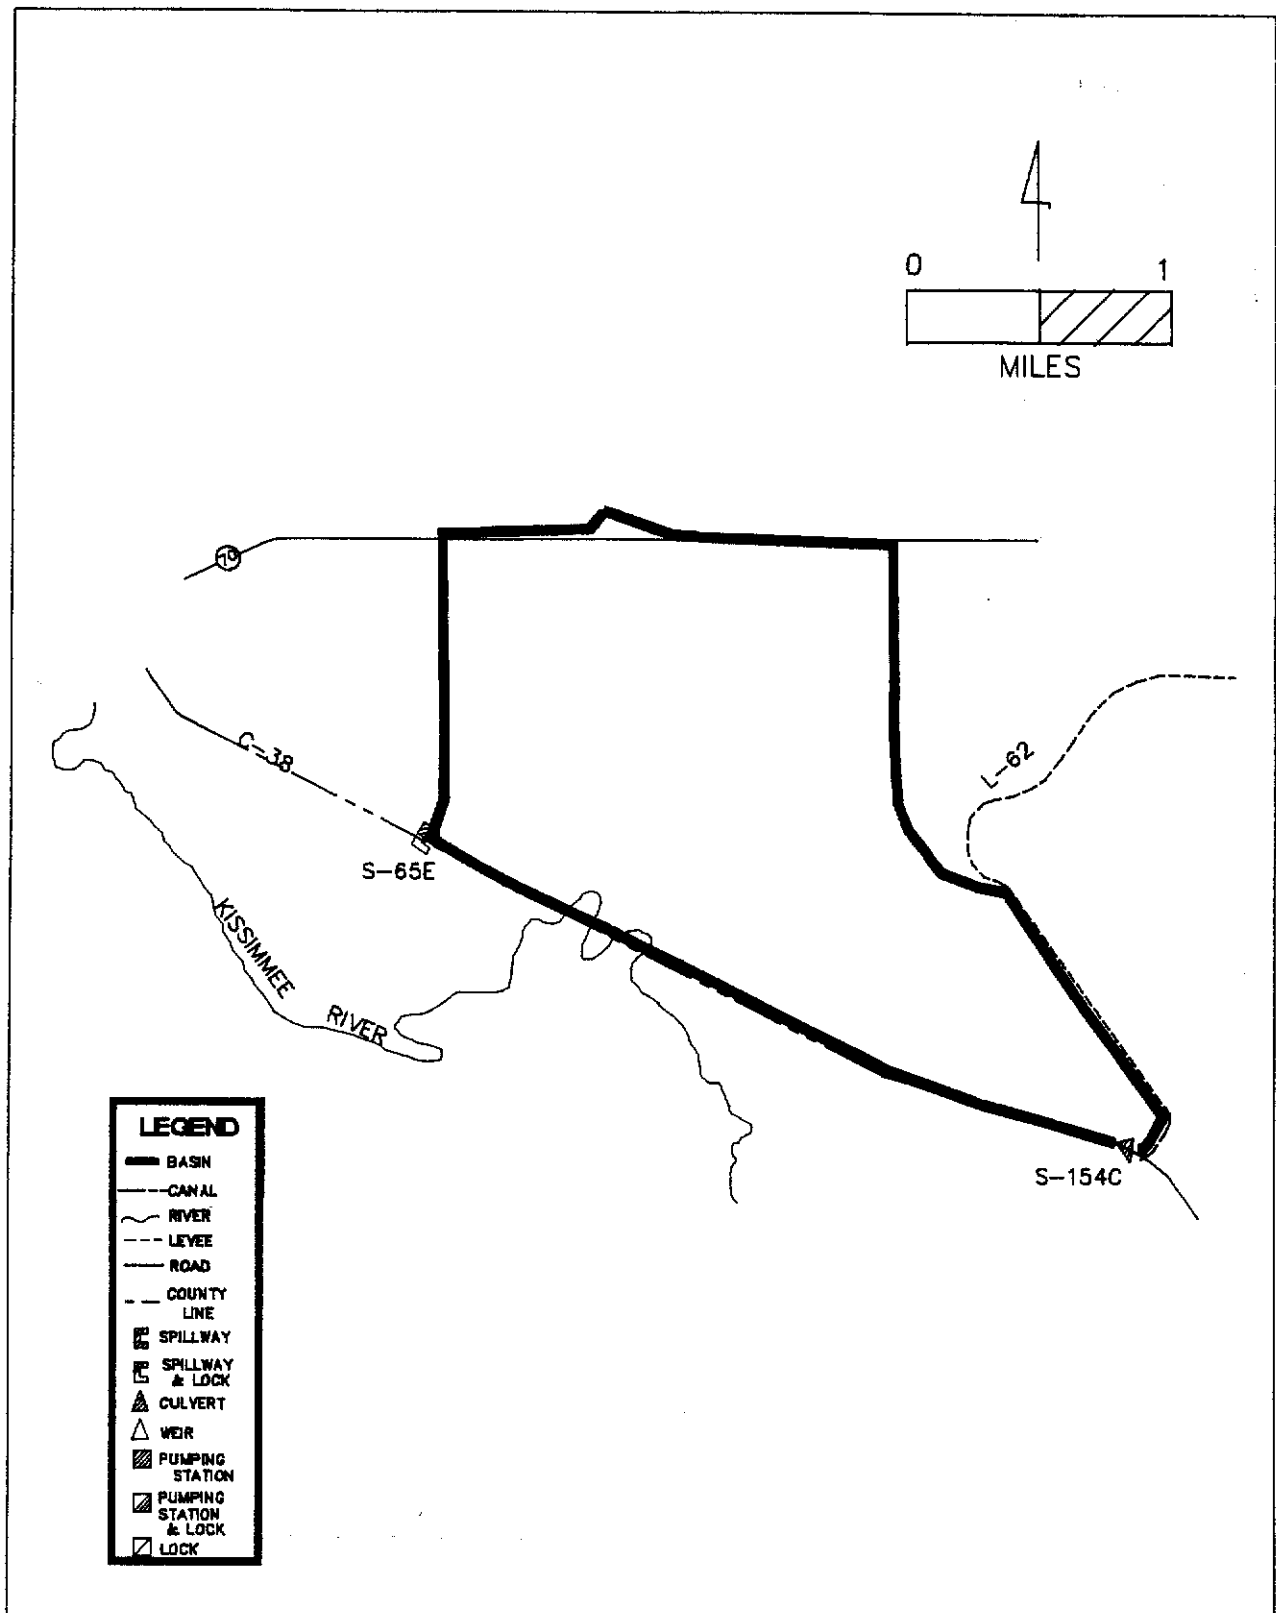 0 1
MILES
70
C-38
L-62
S-65E
KISSIMMEE
RIVER
S-154C
LEGEND
BASIN
CANAL
RIVER
LEVEE
ROAD
COUNTY
LINE
SPILLWAY
SPILLWAY
& LOCK
CULVERT
WEIR
PUMPING
STATION
PUMPING
STATION
& LOCK
LOCK